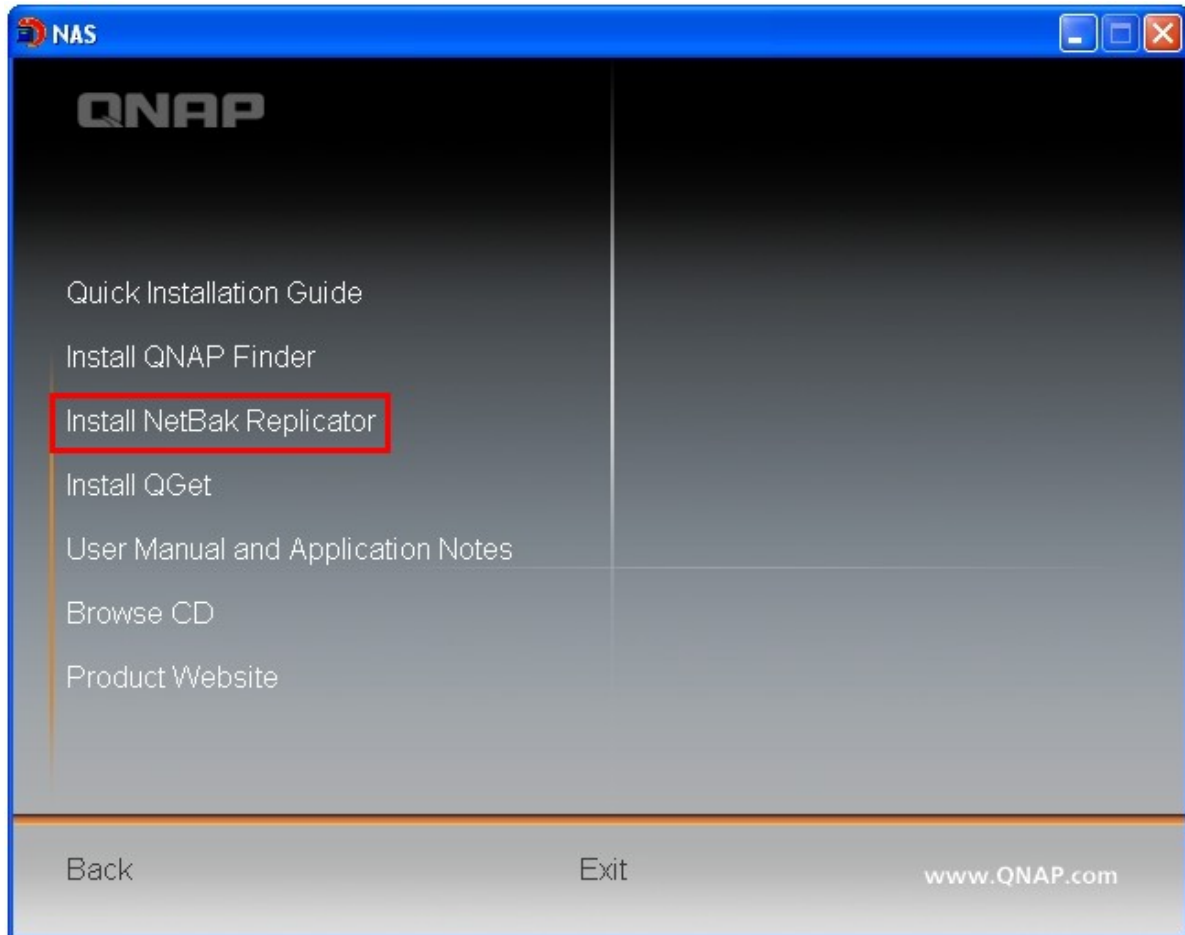 NAS
QNAP
Quick Installation Guide
Install QNAP Finder
Install NetBak Replicator
Install QGet
User Manual and Application Notes
Browse CD
Product Website
Back
Exit
www.QNAP.com